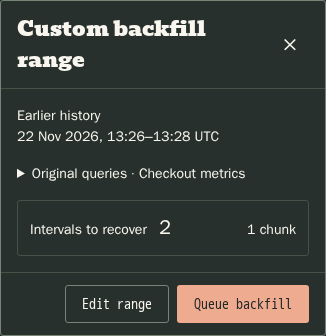 Custom backfill
range
Earlier history
22 Nov 2026, 13:26–13:28 UTC
Original queries · Checkout metrics
Intervals to recover 2 1 chunk
Edit range Queue backfill